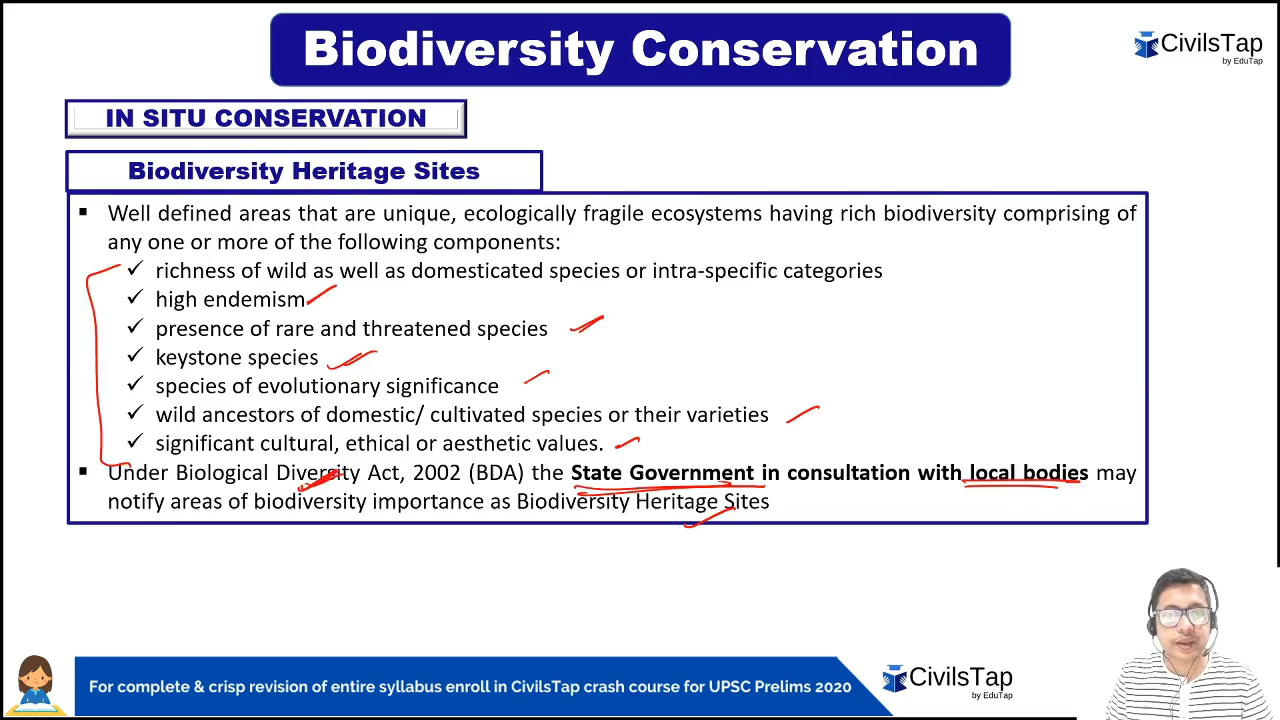 Biodiversity Conservation
CivilsTap
by EduTap
IN SITU CONSERVATION
Biodiversity Heritage Sites
▪ Well defined areas that are unique, ecologically fragile ecosystems having rich biodiversity comprising of
any one or more of the following components:
✓ richness of wild as well as domesticated species or intra-specific categories
✓ high endemism
✓ presence of rare and threatened species
✓ keystone species
✓ species of evolutionary significance
✓ wild ancestors of domestic/ cultivated species or their varieties
✓ significant cultural, ethical or aesthetic values.
▪ Under Biological Diversity Act, 2002 (BDA) the State Government in consultation with local bodies may
notify areas of biodiversity importance as Biodiversity Heritage Sites
For complete & crisp revision of entire syllabus enroll in CivilsTap crash course for UPSC Prelims 2020
CivilsTap
by EduTap